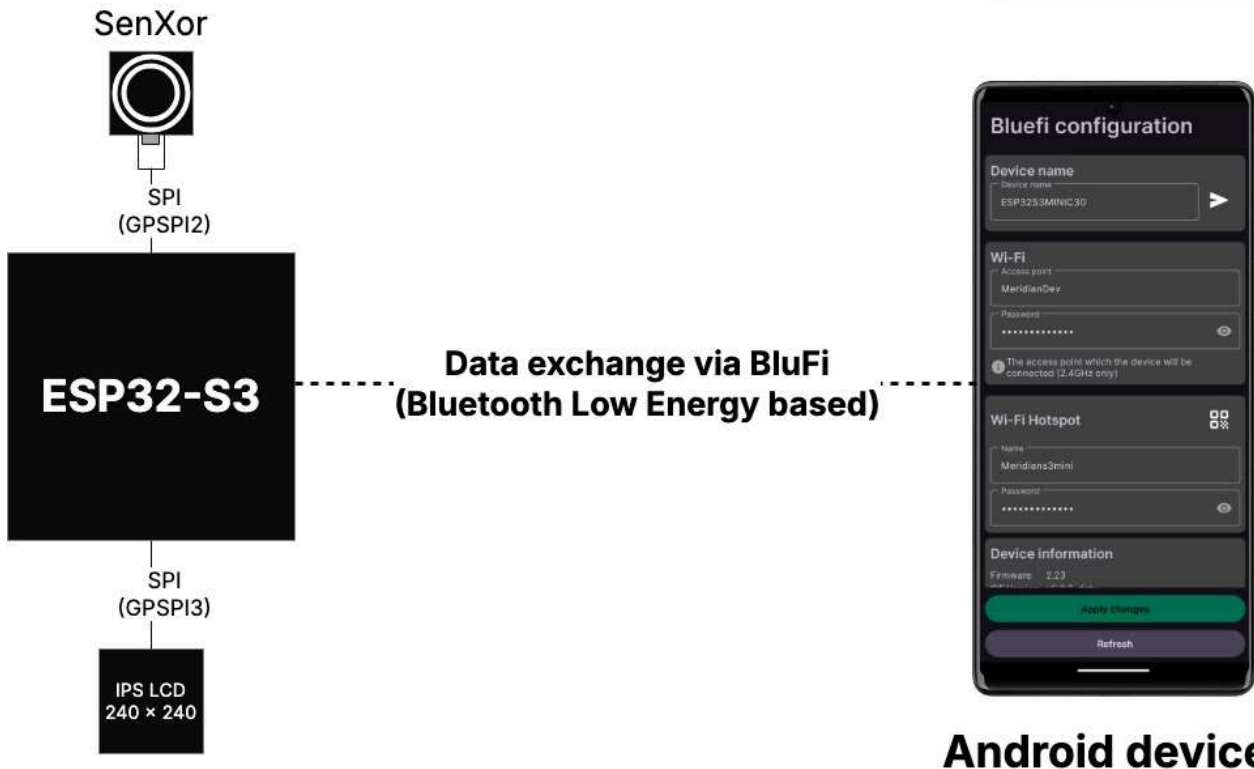 SenXor
SPI
(GPSPI2)
ESP32-S3
SPI
(GPSPI3)
IPS LCD
240 × 240
Data exchange via BluFi
(Bluetooth Low Energy based)
Bluefi configuration
Device name
Device name
ESP32S3MINIC30
Wi-Fi
Access point
MeridianDev
Password
•••••••••••••
The access point which the device will be
connected (2.4GHz only)
Wi-Fi Hotspot
Name
Meridians3mini
Password
•••••••••••••
Device information
Firmware 2.23
Apply changes
Refresh
Android device